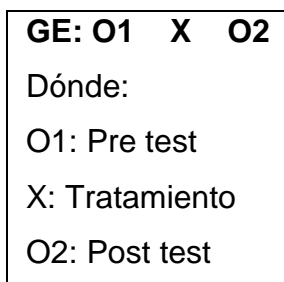 GE: O1 X O2
Dónde:
O1: Pre test
X: Tratamiento
O2: Post test